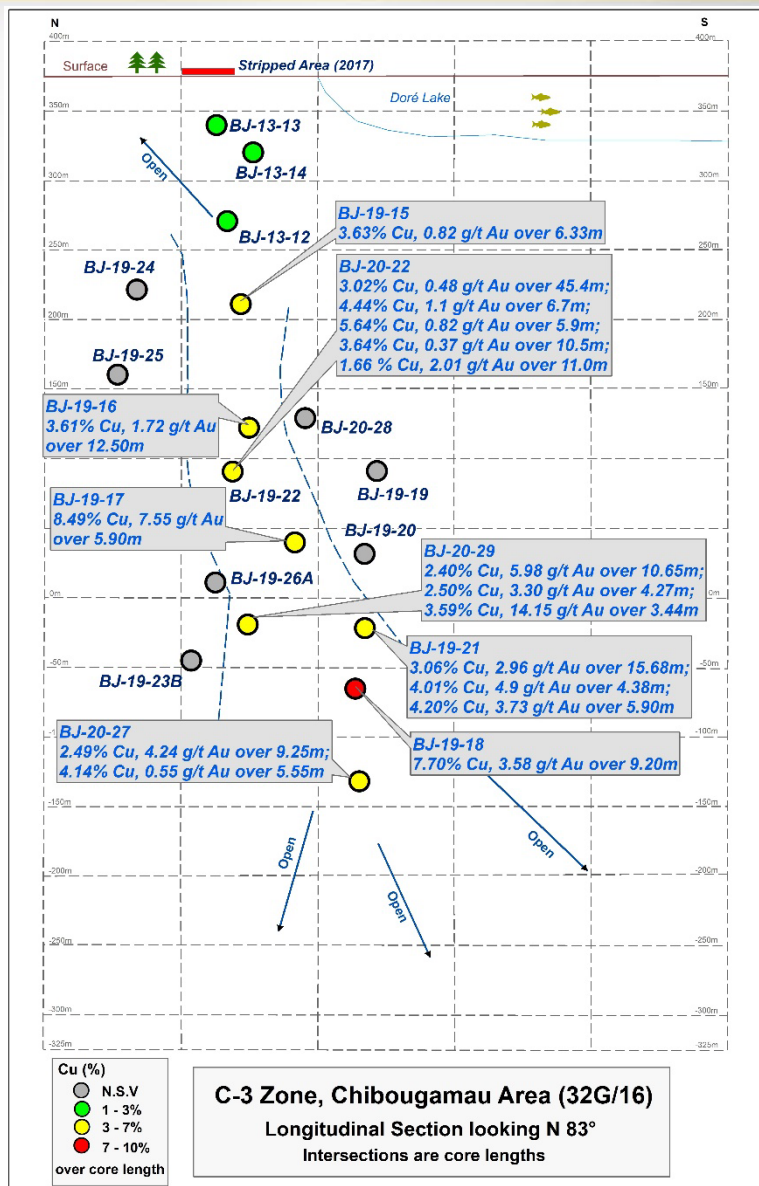 N
S
400m
400m
Surface
Stripped Area (2017)
Doré Lake
350m
350m
BJ-13-13
BJ-13-14
Open
300m
300m
BJ-13-12
BJ-19-15
3.63% Cu, 0.82 g/t Au over 6.33m
250m
250m
BJ-19-24
BJ-20-22
3.02% Cu, 0.48 g/t Au over 45.4m;
4.44% Cu, 1.1 g/t Au over 6.7m;
5.64% Cu, 0.82 g/t Au over 5.9m;
3.64% Cu, 0.37 g/t Au over 10.5m;
1.66 % Cu, 2.01 g/t Au over 11.0m
200m
200m
BJ-19-25
150m
150m
BJ-19-16
3.61% Cu, 1.72 g/t Au
over 12.50m
BJ-20-28
BJ-19-22
BJ-19-19
BJ-19-17
8.49% Cu, 7.55 g/t Au
over 5.90m
BJ-19-20
BJ-20-29
2.40% Cu, 5.98 g/t Au over 10.65m;
2.50% Cu, 3.30 g/t Au over 4.27m;
3.59% Cu, 14.15 g/t Au over 3.44m
BJ-19-26A
0m
0m
BJ-19-21
3.06% Cu, 2.96 g/t Au over 15.68m;
4.01% Cu, 4.9 g/t Au over 4.38m;
4.20% Cu, 3.73 g/t Au over 5.90m
-50m
-50m
BJ-19-23B
BJ-20-27
2.49% Cu, 4.24 g/t Au over 9.25m;
4.14% Cu, 0.55 g/t Au over 5.55m
BJ-19-18
7.70% Cu, 3.58 g/t Au over 9.20m
-100m
-100m
-150m
-150m
Open
Open
Open
-200m
-200m
-250m
-250m
-300m
-300m
-325m
-325m
Cu (%)
N.S.V
1 - 3%
3 - 7%
7 - 10%
over core length
C-3 Zone, Chibougamau Area (32G/16)
Longitudinal Section looking N 83°
Intersections are core lengths